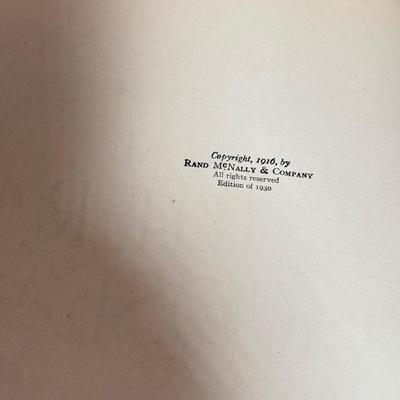 Copyright, 1916, by
RAND MCNALLY & COMPANY
All rights reserved
Edition of 1930